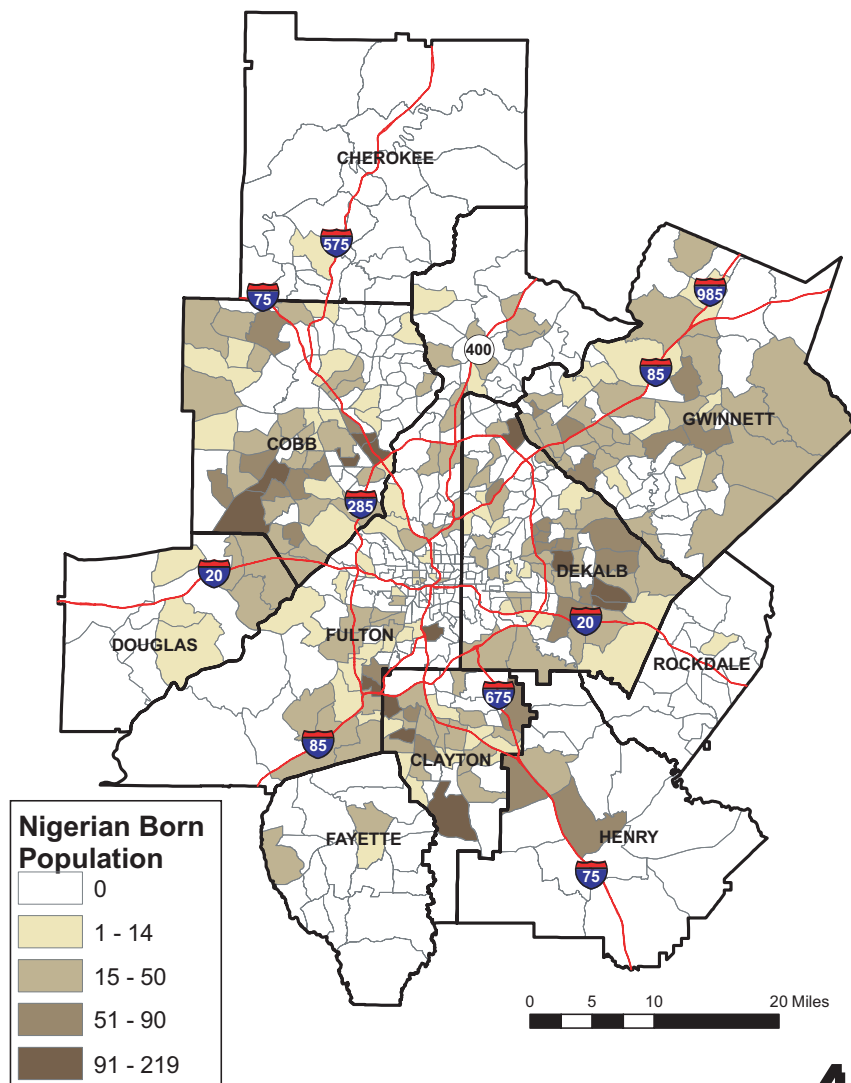 CHEROKEE
575
75
985
400
85
GWINNETT
COBB
285
DEKALB
20
20
FULTON
DOUGLAS
ROCKDALE
675
85
CLAYTON
FAYETTE
HENRY
75
Nigerian Born
Population
0
1 - 14
15 - 50
51 - 90
91 - 219
0 5 10 20 Miles